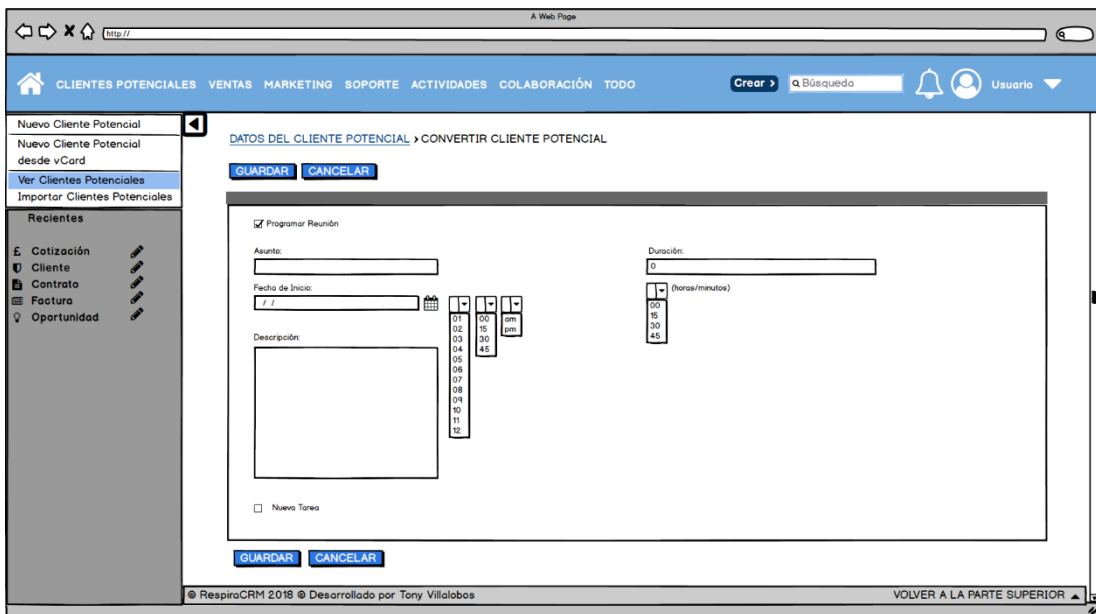 A Web Page
http://
CLIENTES POTENCIALES VENTAS MARKETING SOPORTE ACTIVIDADES COLABORACIÓN TODO
Crear >
Búsqueda
Usuario
Nuevo Cliente Potencial
Nuevo Cliente Potencial
desde vCard
Ver Clientes Potenciales
Importar Clientes Potenciales
Recientes
£ Cotización
Cliente
Contrato
Factura
Oportunidad
DATOS DEL CLIENTE POTENCIAL > CONVERTIR CLIENTE POTENCIAL
GUARDAR CANCELAR
Programar Reunión
Asunto:
Duración:
0
Fecha de Inicio:
/ /
(horas/minutos)
01
02
03
04
05
06
07
08
09
10
11
12
00
15
30
45
am
pm
00
15
30
45
Descripción:
Nueva Tarea
GUARDAR CANCELAR
© RespiraCRM 2018 © Desarrollado por Tony Villalobos
VOLVER A LA PARTE SUPERIOR